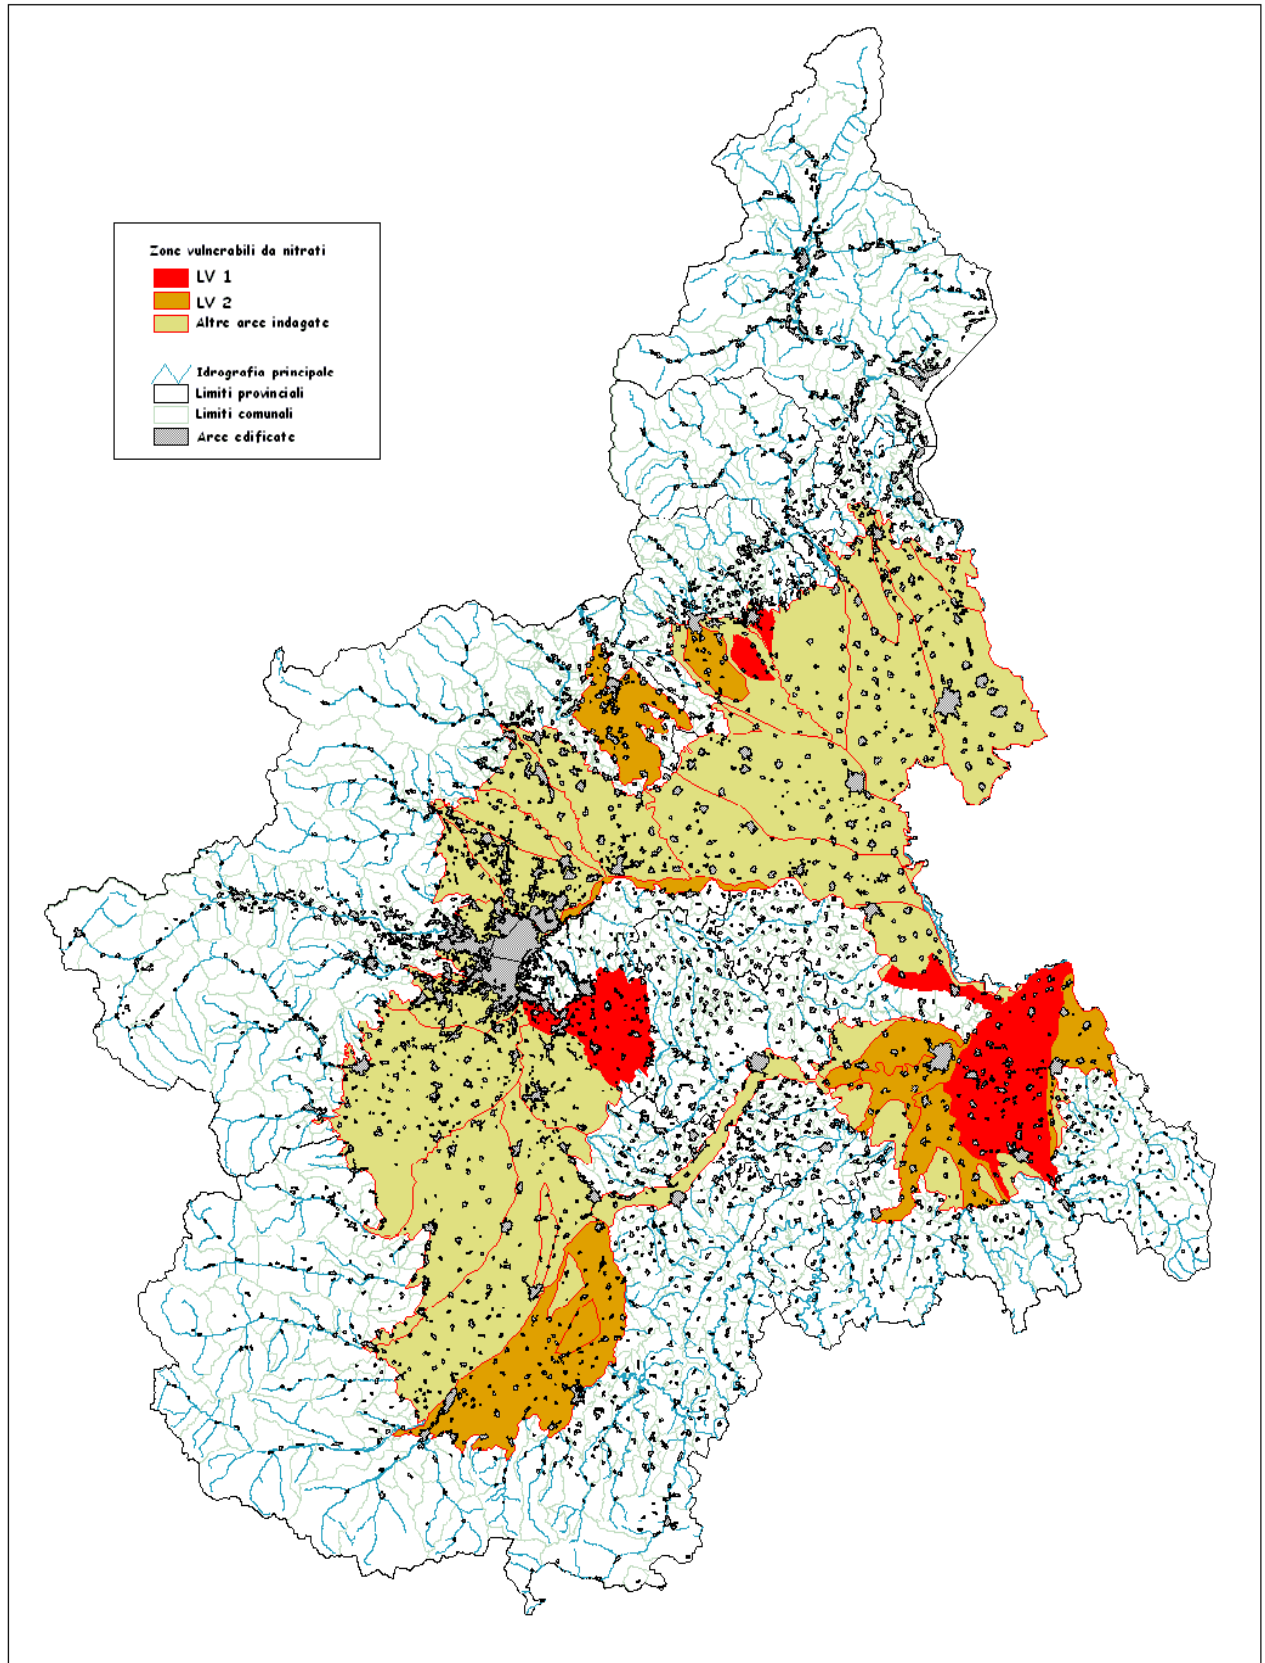 Zone vulnerabili da nitrati
LV 1
LV 2
Altre aree indagate
Idrografia principale
Limiti provinciali
Limiti comunali
Aree edificate